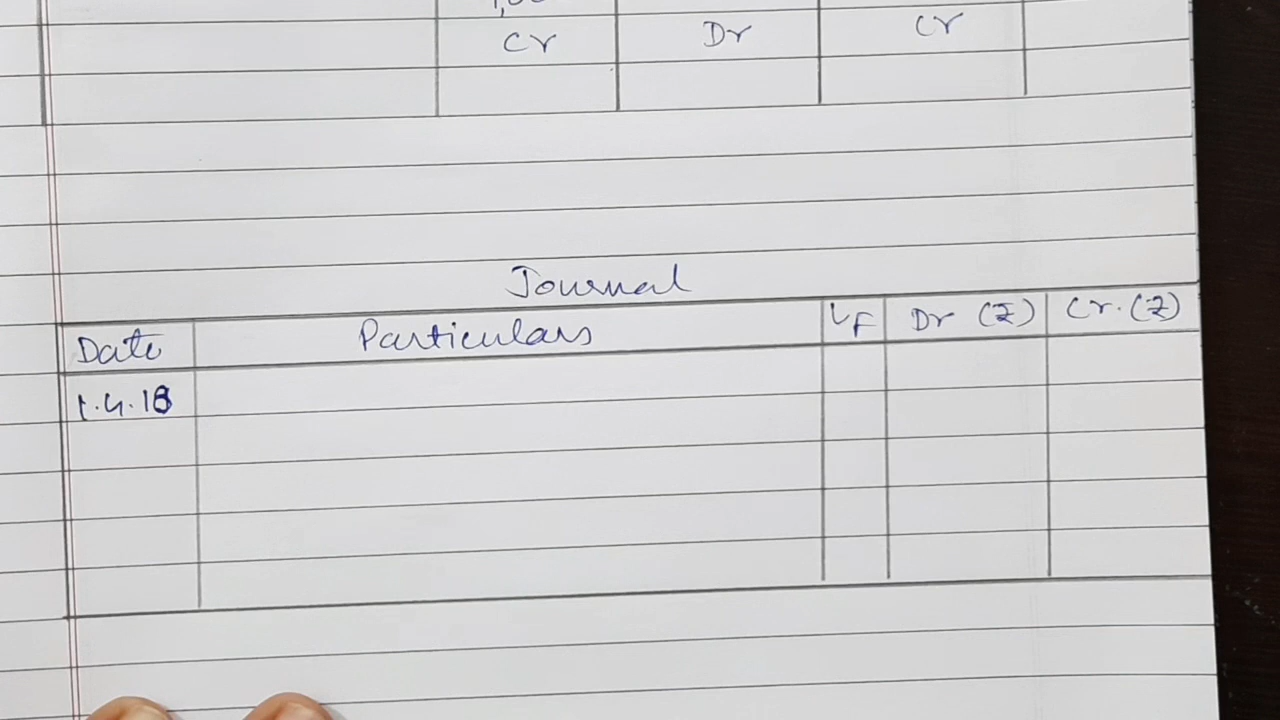 Cr Dr Cr
Journal
Date Particulars LF Dr (₹) Cr. (₹)
1.4.18